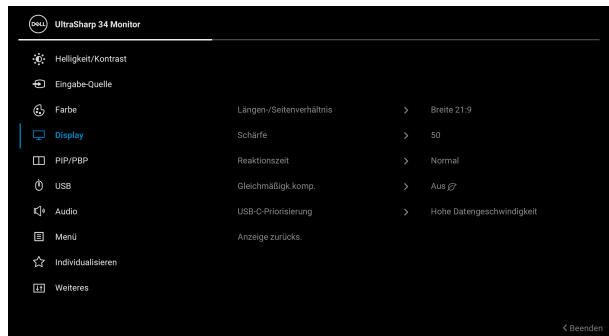 DELL UltraSharp 34 Monitor
Helligkeit/Kontrast
Eingabe-Quelle
Farbe Längen-/Seitenverhältnis > Breite 21:9
Display Schärfe > 50
PIP/PBP Reaktionszeit > Normal
USB Gleichmäßigk.komp. > Aus
Audio USB-C-Priorisierung > Hohe Datengeschwindigkeit
Menü Anzeige zurücks.
Individualisieren
Weiteres
< Beenden